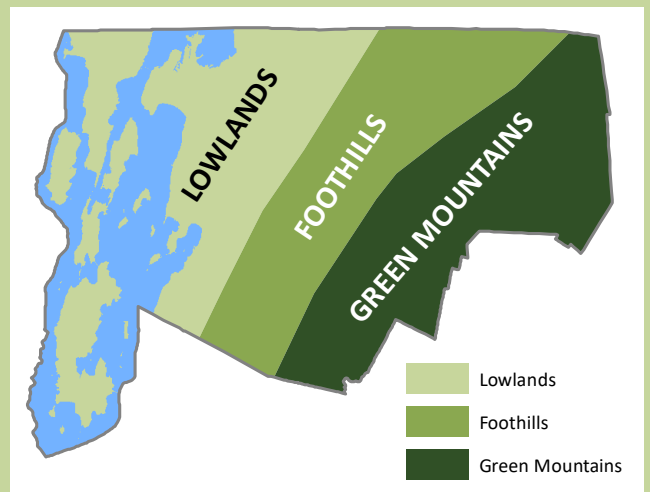 LOWLANDS
FOOTHILLS
GREEN MOUNTAINS
Lowlands
Foothills
Green Mountains